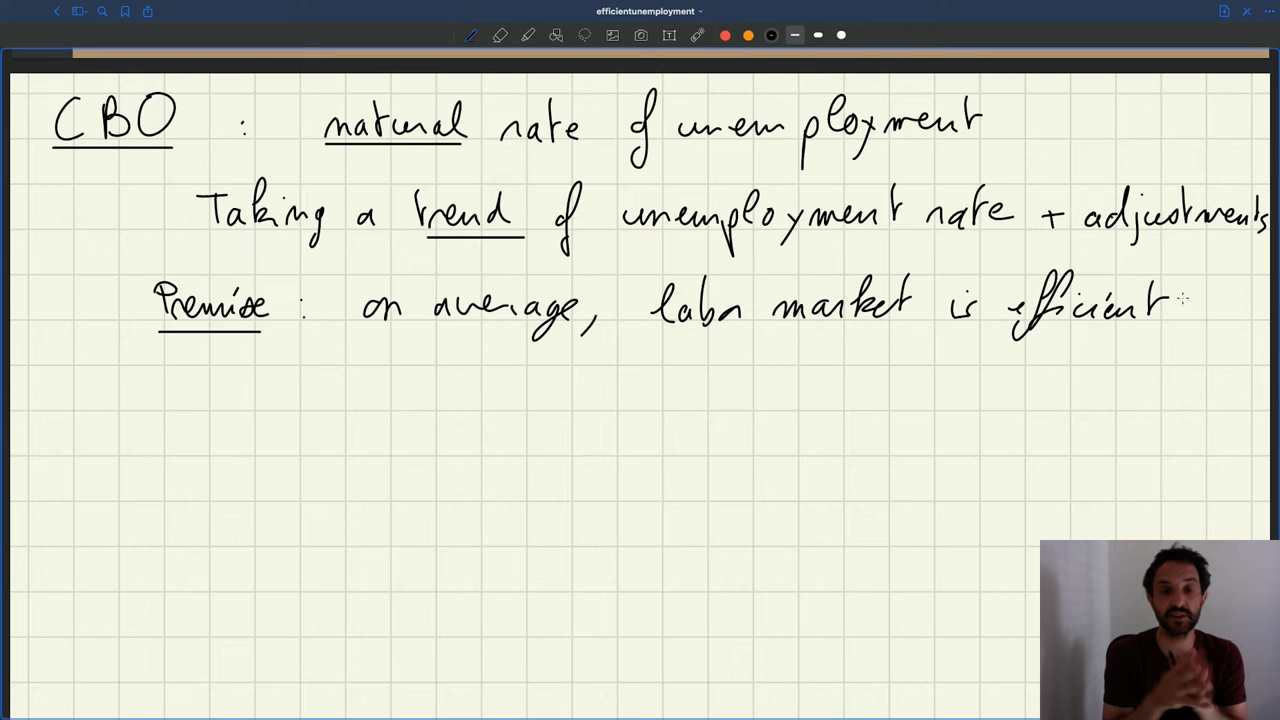 efficientunemployment
CBO : natural rate of unemployment
Taking a trend of unemployment rate + adjustments
Premise : on average, labor market is efficient